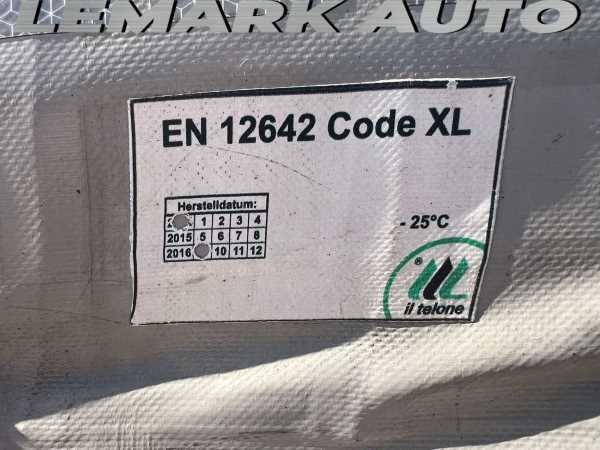 LEMARK AUTO
EN 12642 Code XL
Herstelldatum:
1 2 3 4
2015 5 6 7 8
2016 10 11 12
- 25°C
®
il telone